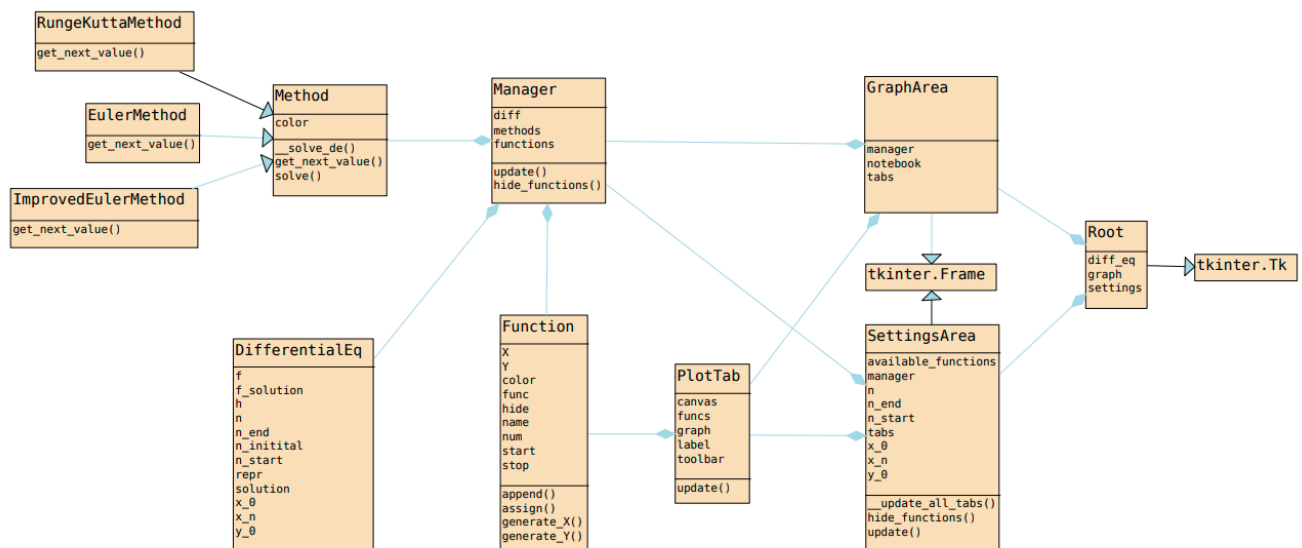 RungeKuttaMethod
get_next_value()
EulerMethod
get_next_value()
ImprovedEulerMethod
get_next_value()
Method
color
__solve_de()
get_next_value()
solve()
Manager
diff
methods
functions
update()
hide_functions()
GraphArea
manager
notebook
tabs
Root
diff_eq
graph
settings
tkinter.Tk
tkinter.Frame
DifferentialEq
f
f_solution
h
n
n_end
n_initital
n_start
repr
solution
x_0
x_n
y_0
Function
X
Y
color
func
hide
name
num
start
stop
append()
assign()
generate_X()
generate_Y()
PlotTab
canvas
funcs
graph
label
toolbar
update()
SettingsArea
available_functions
manager
n
n_end
n_start
tabs
x_0
x_n
y_0
__update_all_tabs()
hide_functions()
update()